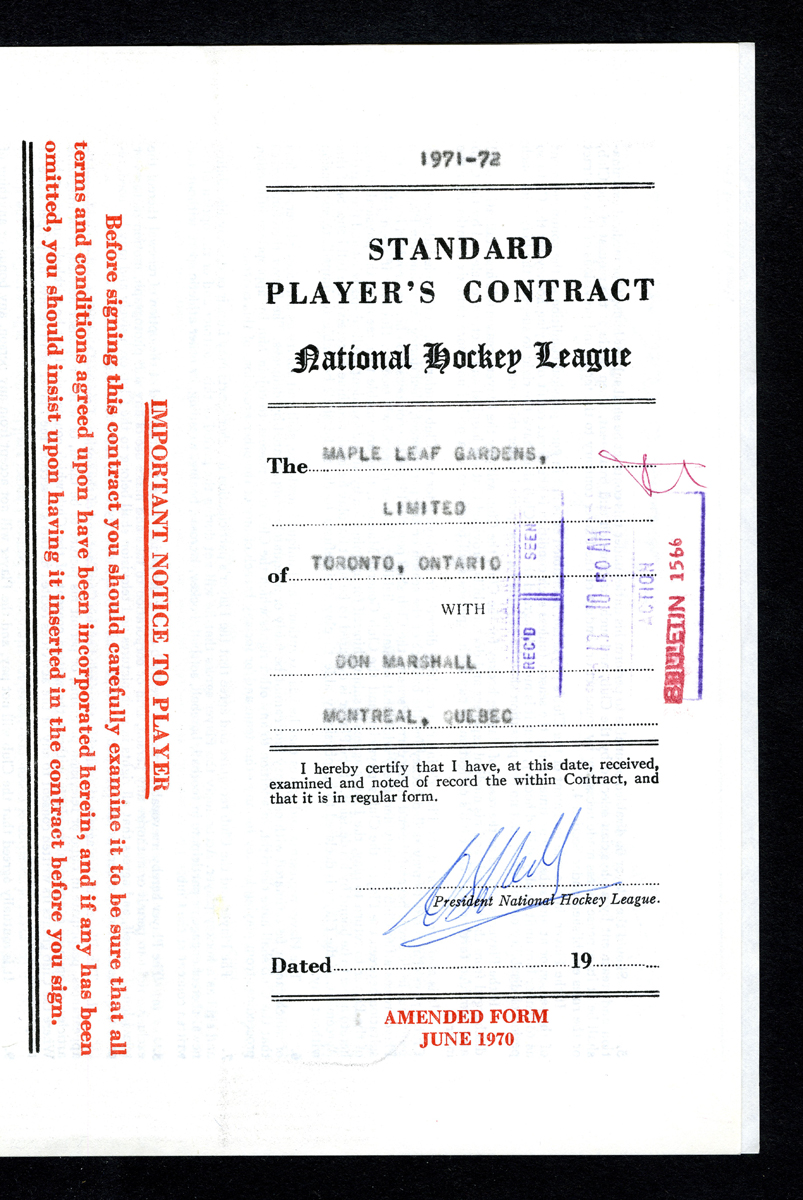 1971-72
STANDARD
PLAYER'S CONTRACT
National Hockey League
The MAPLE LEAF GARDENS,
LIMITED
of TORONTO, ONTARIO
WITH
DON MARSHALL
MONTREAL, QUEBEC
I hereby certify that I have, at this date, received,
examined and noted of record the within Contract, and
that it is in regular form.
President National Hockey League.
Dated 19
AMENDED FORM
JUNE 1970
REC'D SEEN
13 10 AM
ACTION
BULLETIN 1566
IMPORTANT NOTICE TO PLAYER
Before signing this contract you should carefully examine it to be sure that all
terms and conditions agreed upon have been incorporated herein, and if any has been
omitted, you should insist upon having it inserted in the contract before you sign.